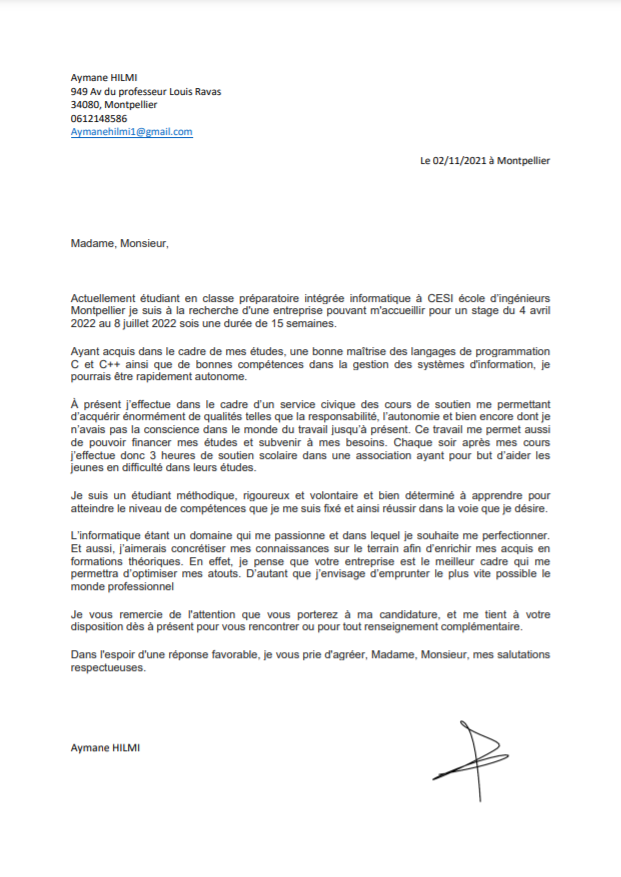 Aymane HILMI
949 Av du professeur Louis Ravas
34080, Montpellier
0612148586
Aymanehilmi1@gmail.com
Le 02/11/2021 à Montpellier
Madame, Monsieur,
Actuellement étudiant en classe préparatoire intégrée informatique à CESI école d'ingénieurs
Montpellier je suis à la recherche d'une entreprise pouvant m'accueillir pour un stage du 4 avril
2022 au 8 juillet 2022 sois une durée de 15 semaines.
Ayant acquis dans le cadre de mes études, une bonne maîtrise des langages de programmation
C et C++ ainsi que de bonnes compétences dans la gestion des systèmes d'information, je
pourrais être rapidement autonome.
À présent j'effectue dans le cadre d'un service civique des cours de soutien me permettant
d'acquérir énormément de qualités telles que la responsabilité, l'autonomie et bien encore dont je
n'avais pas la conscience dans le monde du travail jusqu'à présent. Ce travail me permet aussi
de pouvoir financer mes études et subvenir à mes besoins. Chaque soir après mes cours
j'effectue donc 3 heures de soutien scolaire dans une association ayant pour but d'aider les
jeunes en difficulté dans leurs études.
Je suis un étudiant méthodique, rigoureux et volontaire et bien déterminé à apprendre pour
atteindre le niveau de compétences que je me suis fixé et ainsi réussir dans la voie que je désire.
L'informatique étant un domaine qui me passionne et dans lequel je souhaite me perfectionner.
Et aussi, j'aimerais concrétiser mes connaissances sur le terrain afin d'enrichir mes acquis en
formations théoriques. En effet, je pense que votre entreprise est le meilleur cadre qui me
permettra d'optimiser mes atouts. D'autant que j'envisage d'emprunter le plus vite possible le
monde professionnel
Je vous remercie de l'attention que vous porterez à ma candidature, et me tient à votre
disposition dès à présent pour vous rencontrer ou pour tout renseignement complémentaire.
Dans l'espoir d'une réponse favorable, je vous prie d'agréer, Madame, Monsieur, mes salutations
respectueuses.
Aymane HILMI